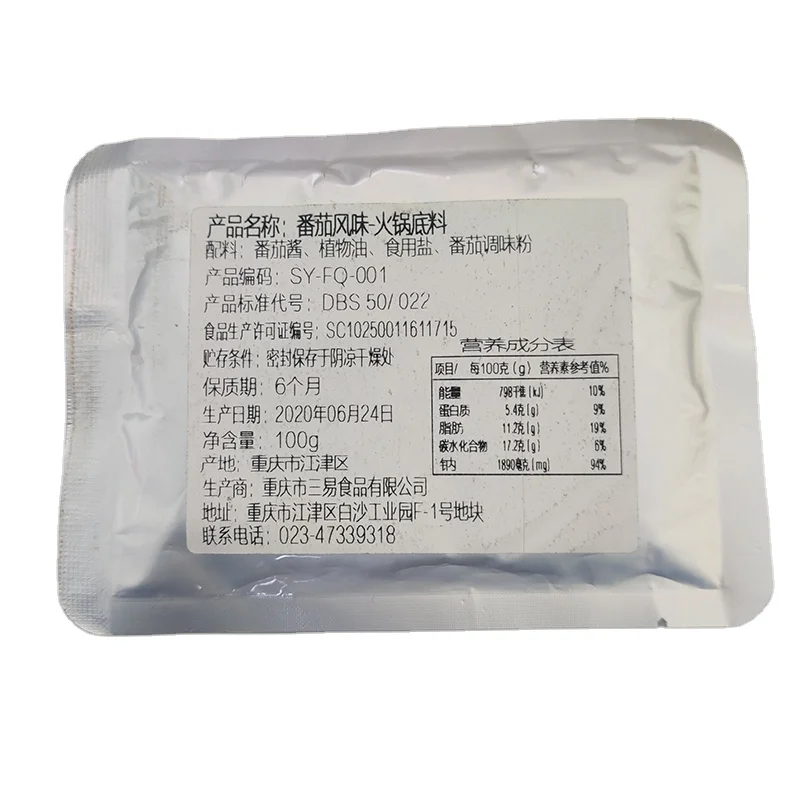 产品名称：番茄风味-火锅底料
配料：番茄酱、植物油、食用盐、番茄调味粉
产品编码：SY-FQ-001
产品标准代号：DBS 50/ 022
食品生产许可证编号：SC10250011611715
贮存条件：密封保存于阴凉干燥处
保质期：6个月
生产日期：2020年06月24日
净含量：100g
产地：重庆市江津区
生产商：重庆市三易食品有限公司
地址：重庆市江津区白沙工业园F-1号地块
联系电话：023-47339318
营养成分表
项目/ 每100克(g) 营养素参考值%
能量 798千焦(kJ) 10%
蛋白质 5.4克(g) 9%
脂肪 11.2克(g) 19%
碳水化合物 17.2克(g) 6%
钠 1890毫克(mg) 94%